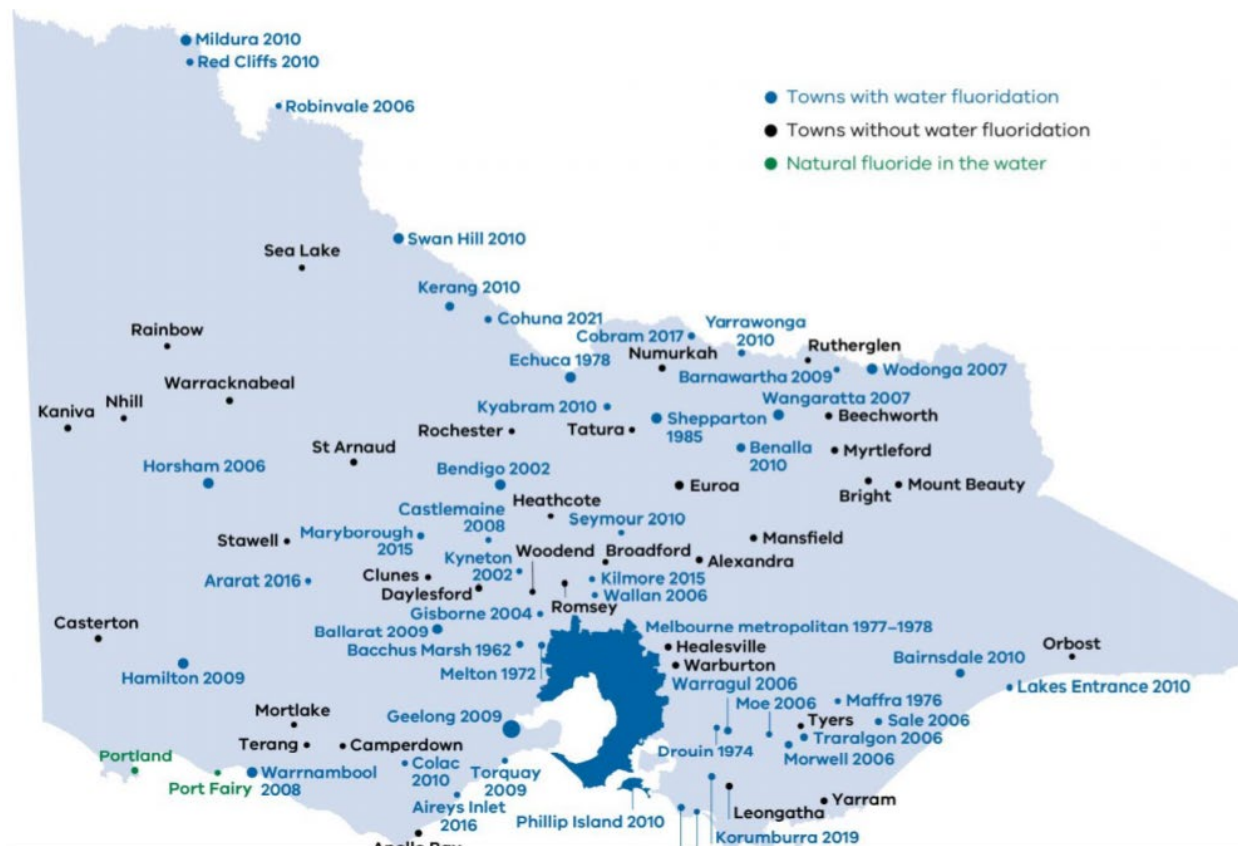 Mildura 2010
Red Cliffs 2010
Robinvale 2006
Towns with water fluoridation
Towns without water fluoridation
Natural fluoride in the water
Swan Hill 2010
Sea Lake
Kerang 2010
Cohuna 2021
Rainbow
Cobram 2017
Yarrawonga
2010
Rutherglen
Echuca 1978
Numurkah
Barnawartha 2009
Wodonga 2007
Warracknabeal
Nhill
Kaniva
Kyabram 2010
Wangaratta 2007
Shepparton
1985
Beechworth
Rochester
Tatura
St Arnaud
Benalla
2010
Myrtleford
Horsham 2006
Bendigo 2002
Euroa
Bright
Mount Beauty
Heathcote
Castlemaine
2008
Seymour 2010
Maryborough
2015
Stawell
Mansfield
Woodend
Broadford
Alexandra
Kyneton
2002
Ararat 2016
Clunes
Daylesford
Kilmore 2015
Wallan 2006
Romsey
Gisborne 2004
Casterton
Ballarat 2009
Melbourne metropolitan 1977–1978
Bacchus Marsh 1962
Healesville
Orbost
Hamilton 2009
Melton 1972
Warburton
Bairnsdale 2010
Warragul 2006
Lakes Entrance 2010
Moe 2006
Maffra 1976
Mortlake
Geelong 2009
Tyers
Sale 2006
Terang
Camperdown
Drouin 1974
Traralgon 2006
Portland
Morwell 2006
Port Fairy
Warrnambool
2008
Colac
2010
Torquay
2009
Aireys Inlet
2016
Phillip Island 2010
Leongatha
Yarram
Korumburra 2019